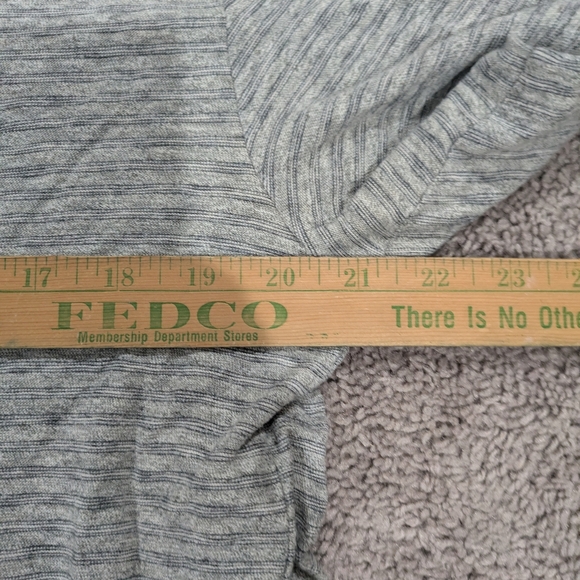 17 18 19 20 21 22 23
FEDCO
Membership Department Stores
There Is No Othe